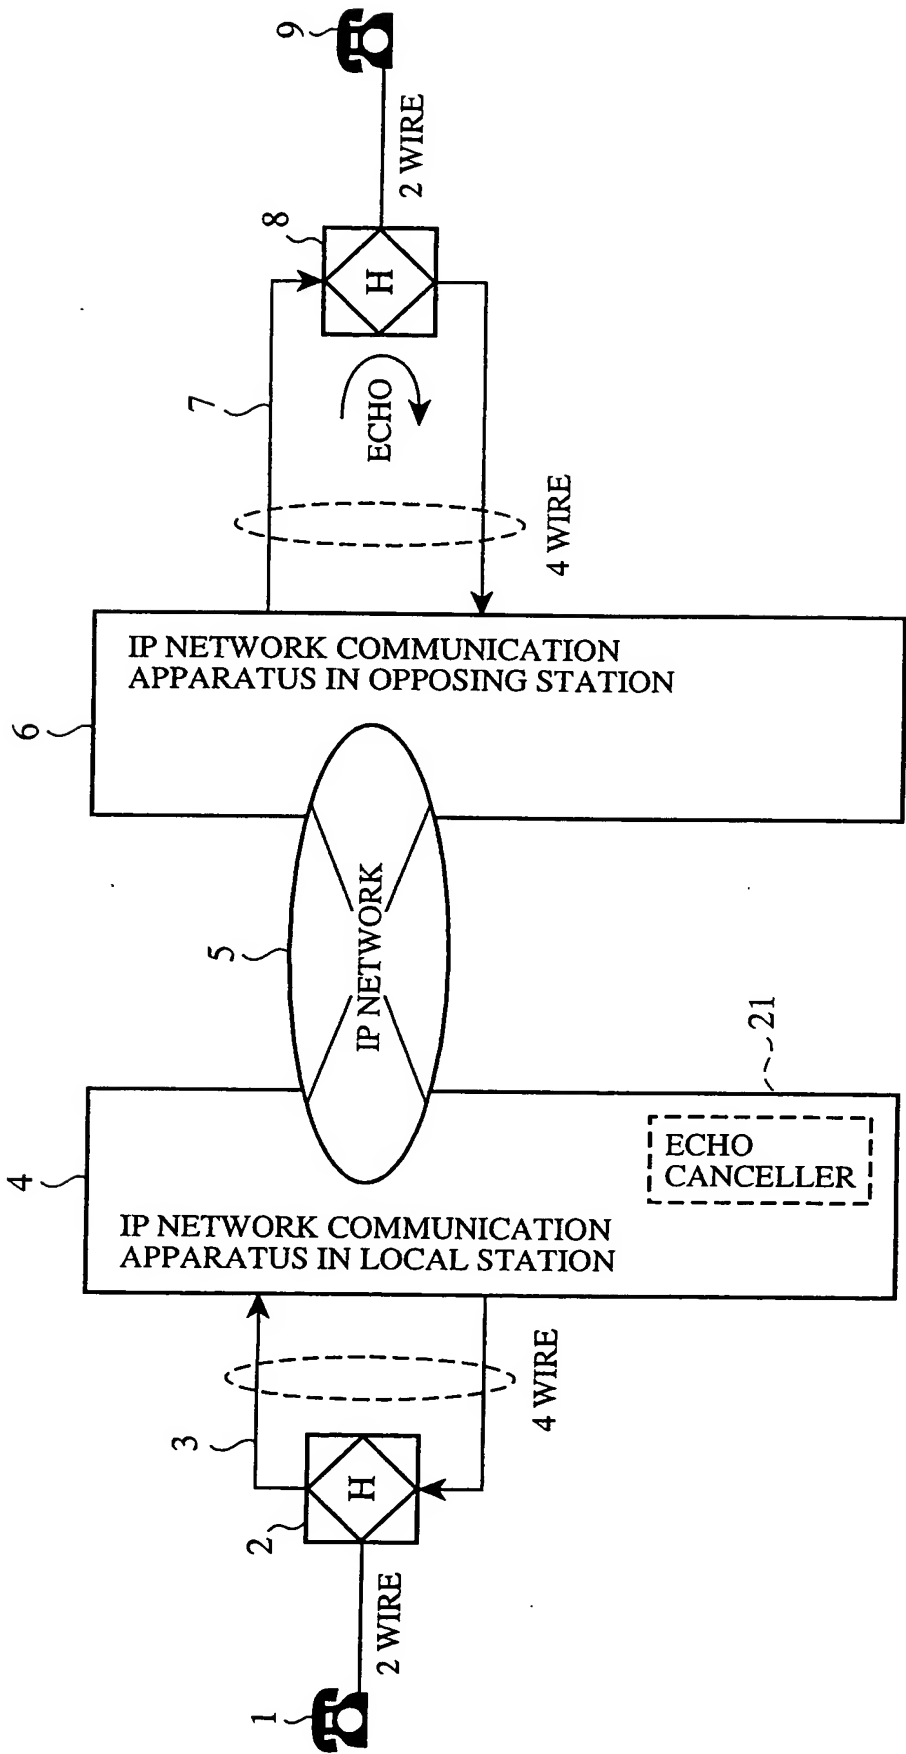 9
2 WIRE
8
H
7
ECHO
4 WIRE
6
IP NETWORK COMMUNICATION
APPARATUS IN OPPOSING STATION
5
IP NETWORK
21
4
ECHO
CANCELLER
IP NETWORK COMMUNICATION
APPARATUS IN LOCAL STATION
3
4 WIRE
2
H
2 WIRE
1